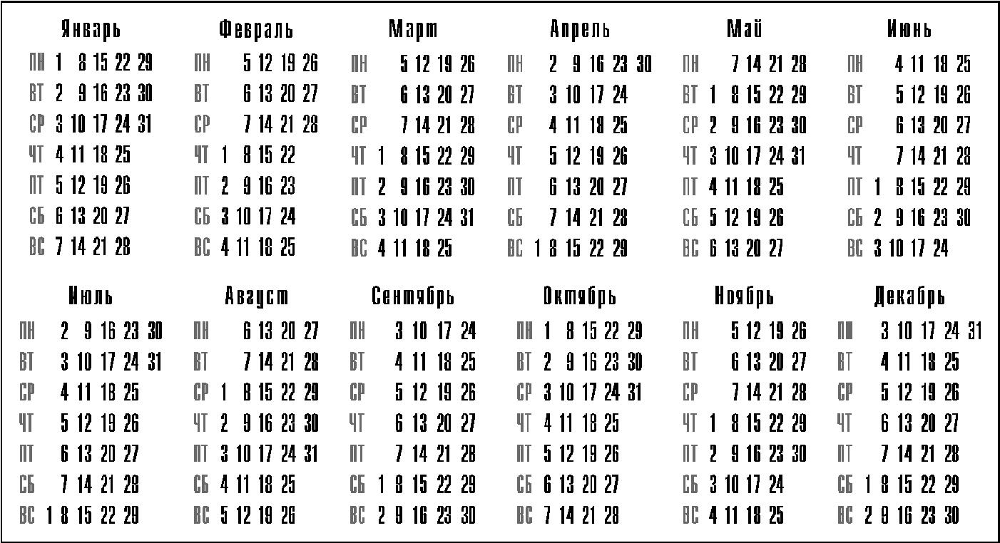 Январь Февраль Март Апрель Май Июнь
ПН 1 8 15 22 29 ПН 5 12 19 26 ПН 5 12 19 26 ПН 2 9 16 23 30 ПН 7 14 21 28 ПН 4 11 18 25
ВТ 2 9 16 23 30 ВТ 6 13 20 27 ВТ 6 13 20 27 ВТ 3 10 17 24 ВТ 1 8 15 22 29 ВТ 5 12 19 26
СР 3 10 17 24 31 СР 7 14 21 28 СР 7 14 21 28 СР 4 11 18 25 СР 2 9 16 23 30 СР 6 13 20 27
ЧТ 4 11 18 25 ЧТ 1 8 15 22 ЧТ 1 8 15 22 29 ЧТ 5 12 19 26 ЧТ 3 10 17 24 31 ЧТ 7 14 21 28
ПТ 5 12 19 26 ПТ 2 9 16 23 ПТ 2 9 16 23 30 ПТ 6 13 20 27 ПТ 4 11 18 25 ПТ 1 8 15 22 29
СБ 6 13 20 27 СБ 3 10 17 24 СБ 3 10 17 24 31 СБ 7 14 21 28 СБ 5 12 19 26 СБ 2 9 16 23 30
ВС 7 14 21 28 ВС 4 11 18 25 ВС 4 11 18 25 ВС 1 8 15 22 29 ВС 6 13 20 27 ВС 3 10 17 24
Июль Август Сентябрь Октябрь Ноябрь Декабрь
ПН 2 9 16 23 30 ПН 6 13 20 27 ПН 3 10 17 24 ПН 1 8 15 22 29 ПН 5 12 19 26 ПН 3 10 17 24 31
ВТ 3 10 17 24 31 ВТ 7 14 21 28 ВТ 4 11 18 25 ВТ 2 9 16 23 30 ВТ 6 13 20 27 ВТ 4 11 18 25
СР 4 11 18 25 СР 1 8 15 22 29 СР 5 12 19 26 СР 3 10 17 24 31 СР 7 14 21 28 СР 5 12 19 26
ЧТ 5 12 19 26 ЧТ 2 9 16 23 30 ЧТ 6 13 20 27 ЧТ 4 11 18 25 ЧТ 1 8 15 22 29 ЧТ 6 13 20 27
ПТ 6 13 20 27 ПТ 3 10 17 24 31 ПТ 7 14 21 28 ПТ 5 12 19 26 ПТ 2 9 16 23 30 ПТ 7 14 21 28
СБ 7 14 21 28 СБ 4 11 18 25 СБ 1 8 15 22 29 СБ 6 13 20 27 СБ 3 10 17 24 СБ 1 8 15 22 29
ВС 1 8 15 22 29 ВС 5 12 19 26 ВС 2 9 16 23 30 ВС 7 14 21 28 ВС 4 11 18 25 ВС 2 9 16 23 30